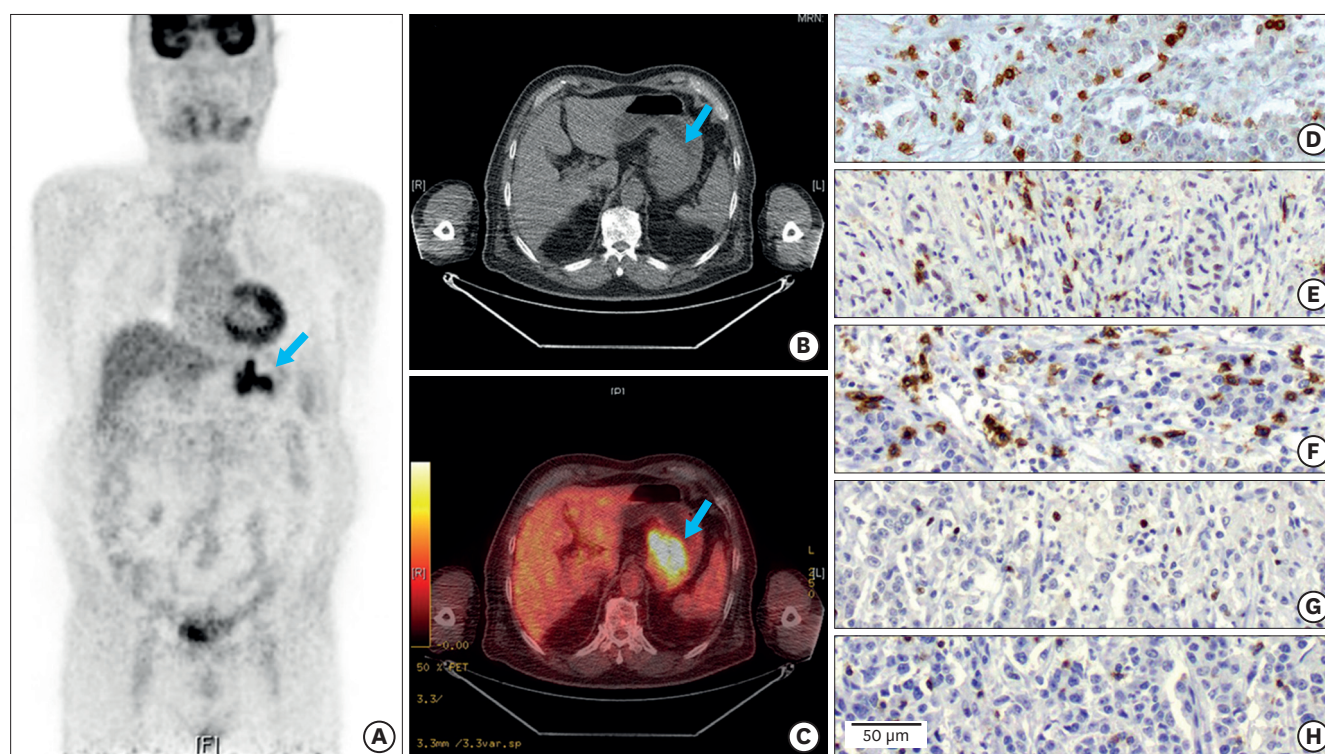 [F]
A
MRN:
[R]
[L]
B
[P]
[R]
[L]
-0.00
50 % PET
3.3/
3.3mm /3.3var.sp
C
D
E
F
G
50 μm
H